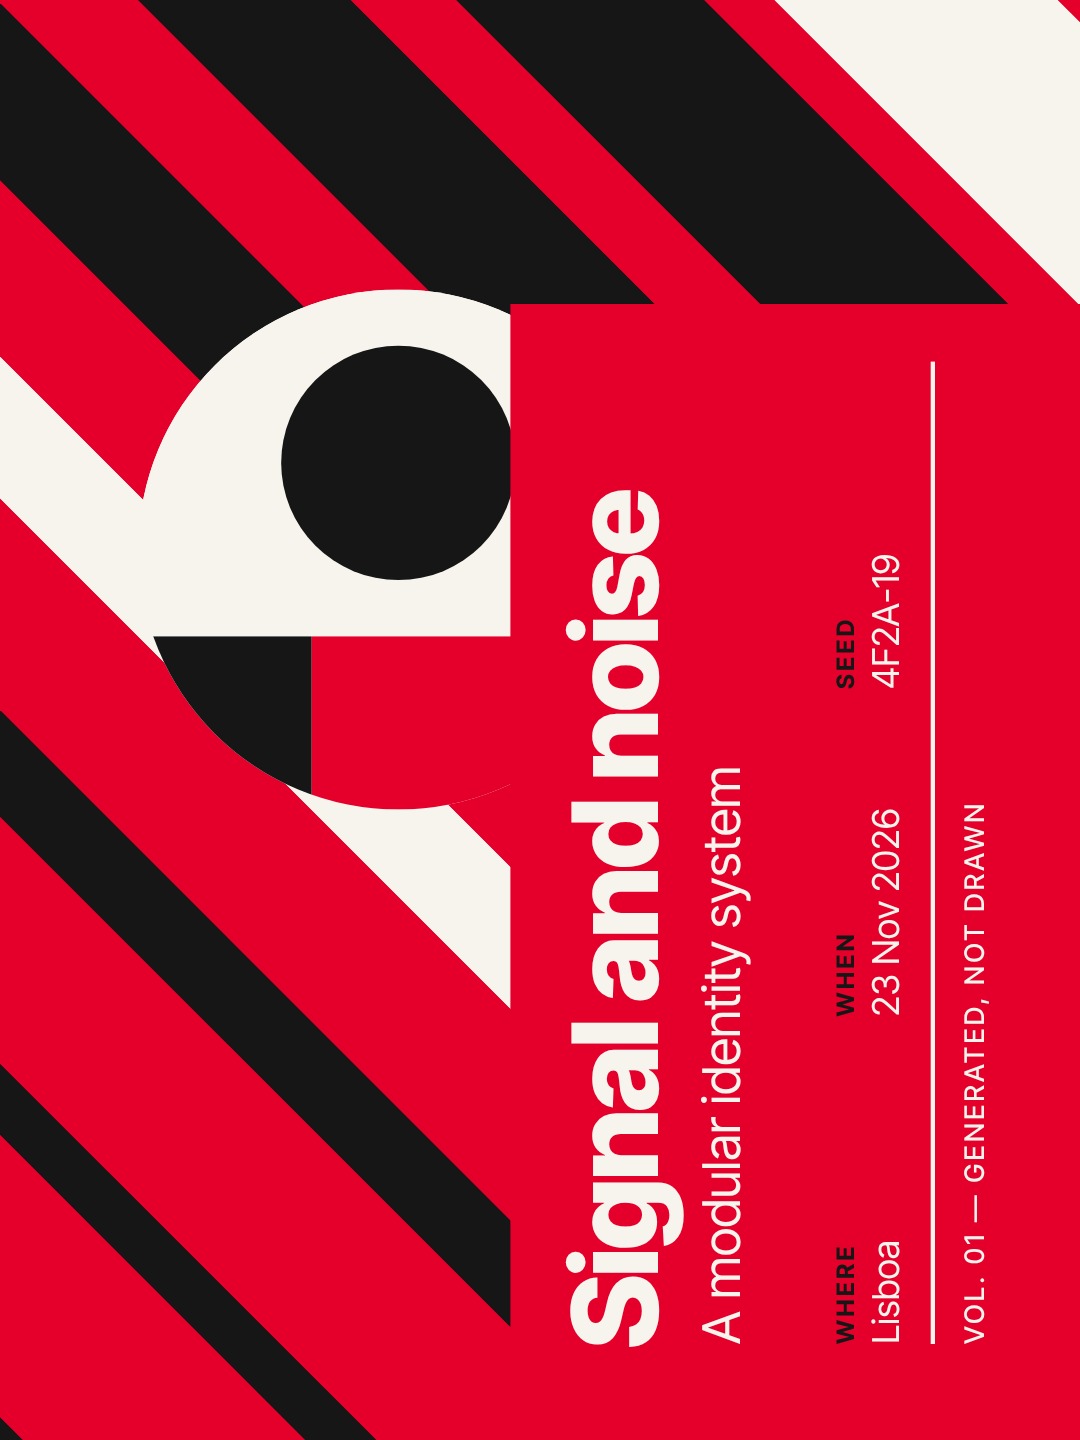 Signal and noise
A modular identity system
WHERE
Lisboa
WHEN
23 Nov 2026
SEED
4F2A-19
VOL. 01 — GENERATED, NOT DRAWN